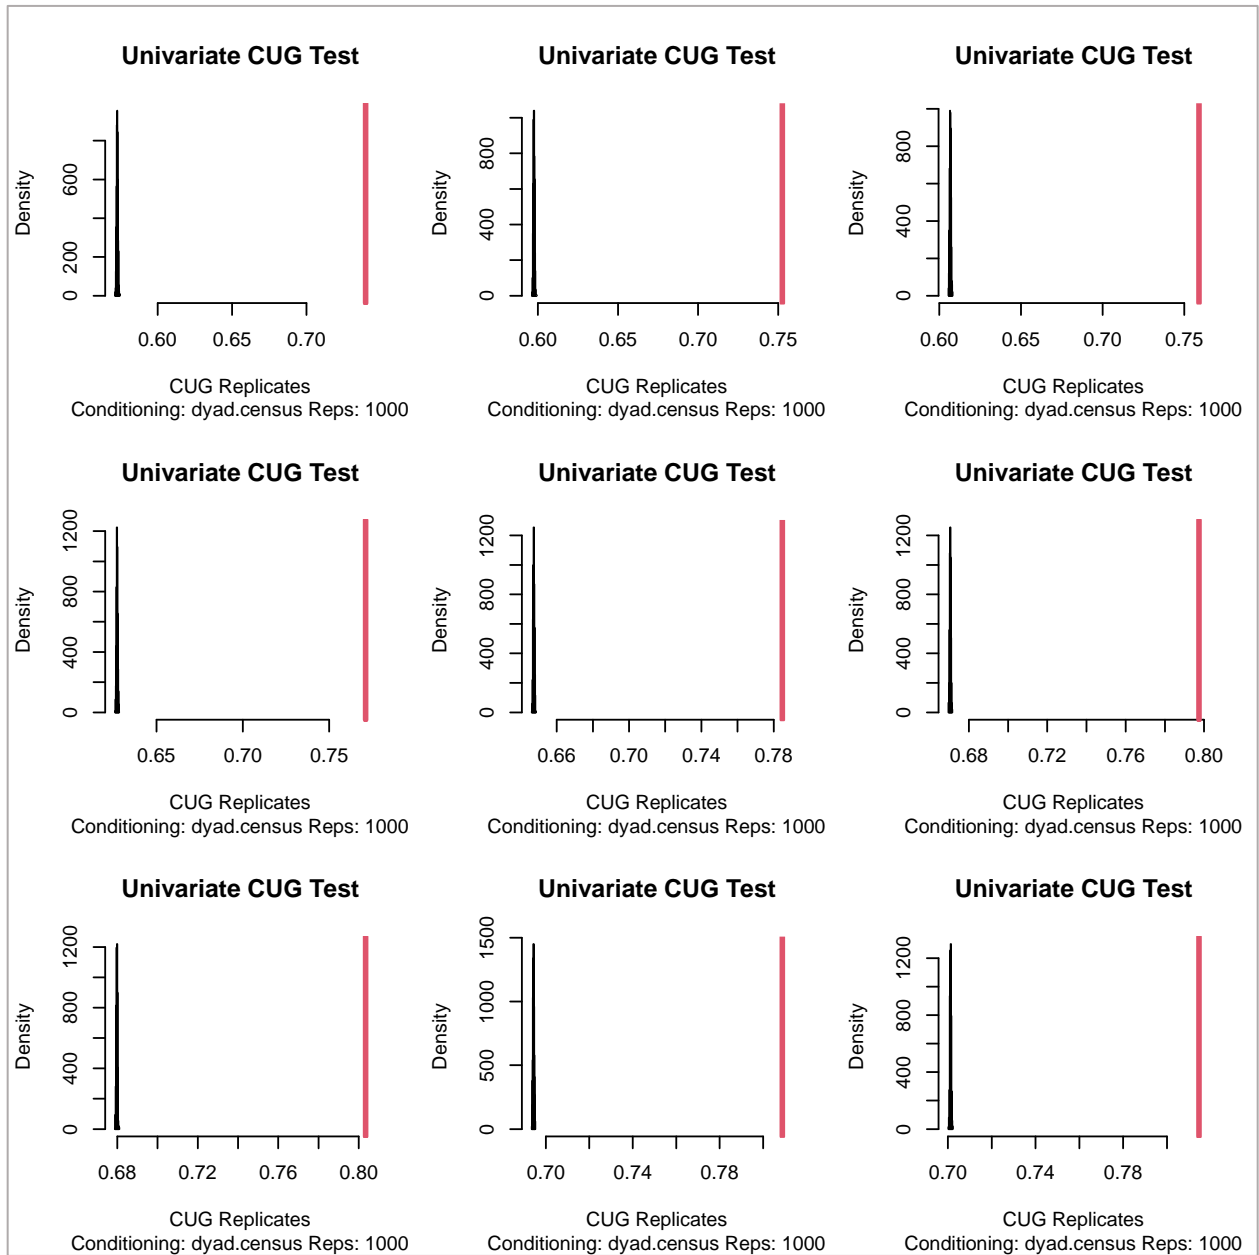 Univariate CUG Test
Density
0 200 600
0.60 0.65 0.70
CUG Replicates
Conditioning: dyad.census Reps: 1000
Univariate CUG Test
Density
0 400 800
0.60 0.65 0.70 0.75
CUG Replicates
Conditioning: dyad.census Reps: 1000
Univariate CUG Test
Density
0 400 800
0.60 0.65 0.70 0.75
CUG Replicates
Conditioning: dyad.census Reps: 1000
Univariate CUG Test
Density
0 400 800 1200
0.65 0.70 0.75
CUG Replicates
Conditioning: dyad.census Reps: 1000
Univariate CUG Test
Density
0 400 800 1200
0.66 0.70 0.74 0.78
CUG Replicates
Conditioning: dyad.census Reps: 1000
Univariate CUG Test
Density
0 400 800 1200
0.68 0.72 0.76 0.80
CUG Replicates
Conditioning: dyad.census Reps: 1000
Univariate CUG Test
Density
0 400 800 1200
0.68 0.72 0.76 0.80
CUG Replicates
Conditioning: dyad.census Reps: 1000
Univariate CUG Test
Density
0 500 1000 1500
0.70 0.74 0.78
CUG Replicates
Conditioning: dyad.census Reps: 1000
Univariate CUG Test
Density
0 400 800 1200
0.70 0.74 0.78
CUG Replicates
Conditioning: dyad.census Reps: 1000